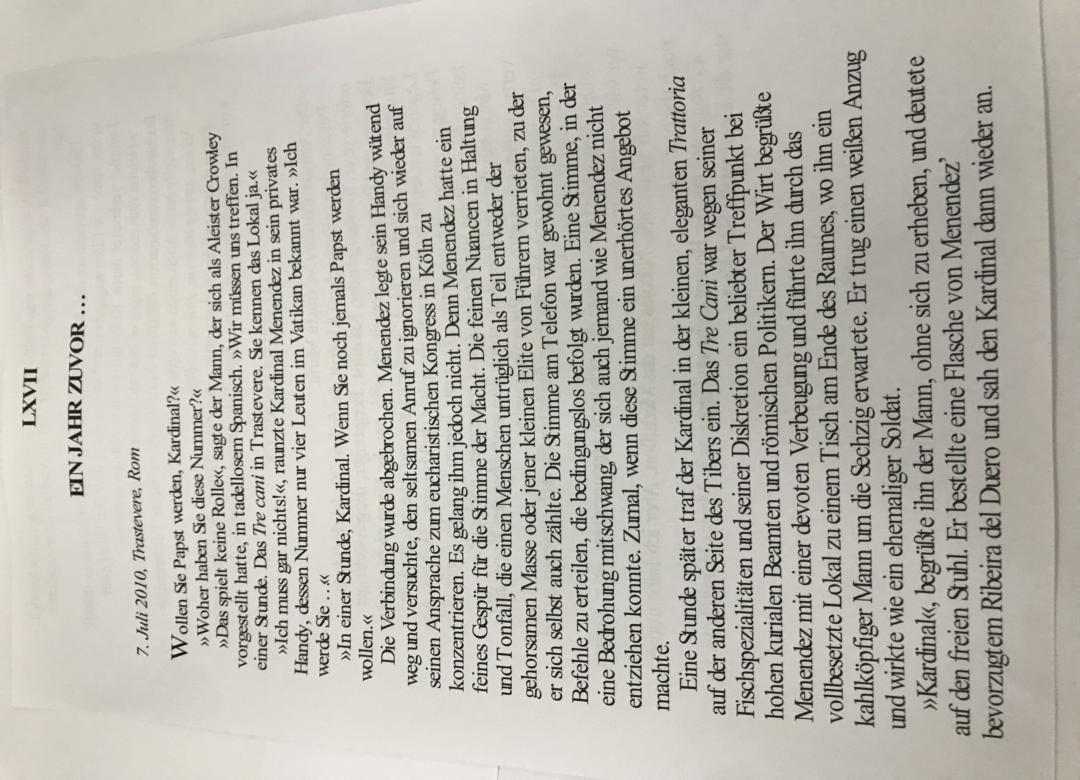 LXVII
EIN JAHR ZUVOR …
7. Juli 2010, Trastevere, Rom
Wollen Sie Papst werden, Kardinal?«
»Woher haben Sie diese Nummer?«
»Das spielt keine Rolle«, sagte der Mann, der sich als Aleister Crowley
vorgestellt hatte, in tadellosem Spanisch. »Wir müssen uns treffen. In
einer Stunde. Das Tre cani in Trastevere. Sie kennen das Lokal ja.«
»Ich muss gar nichts!«, raunzte Kardinal Menendez in sein privates
Handy, dessen Nummer nur vier Leuten im Vatikan bekannt war. »Ich
werde Sie …«
»In einer Stunde, Kardinal. Wenn Sie noch jemals Papst werden
wollen.«
Die Verbindung wurde abgebrochen. Menendez legte sein Handy wütend
weg und versuchte, den seltsamen Anruf zu ignorieren und sich wieder auf
seinen Ansprache zum eucharistischen Kongress in Köln zu
konzentrieren. Es gelang ihm jedoch nicht. Denn Menendez hatte ein
feines Gespür für die Stimme der Macht. Die feinen Nuancen in Haltung
und Tonfall, die einen Menschen untrüglich als Teil entweder der
gehorsamen Masse oder jener kleinen Elite von Führern verrieten, zu der
er sich selbst auch zählte. Die Stimme am Telefon war gewohnt gewesen,
Befehle zu erteilen, die bedingungslos befolgt wurden. Eine Stimme, in der
eine Bedrohung mitschwang, der sich auch jemand wie Menendez nicht
entziehen konnte. Zumal, wenn diese Stimme ein unerhörtes Angebot
machte.
Eine Stunde später traf der Kardinal in der kleinen, eleganten Trattoria
auf der anderen Seite des Tibers ein. Das Tre Cani war wegen seiner
Fischspezialitäten und seiner Diskretion ein beliebter Treffpunkt bei
hohen kurialen Beamten und römischen Politikern. Der Wirt begrüßte
Menendez mit einer devoten Verbeugung und führte ihn durch das
vollbesetzte Lokal zu einem Tisch am Ende des Raumes, wo ihn ein
kahlköpfiger Mann um die Sechzig erwartete. Er trug einen weißen Anzug
und wirkte wie ein ehemaliger Soldat.
»Kardinal«, begrüßte ihn der Mann, ohne sich zu erheben, und deutete
auf den freien Stuhl. Er bestellte eine Flasche von Menendez’
bevorzugtem Ribeira del Duero und sah den Kardinal dann wieder an.